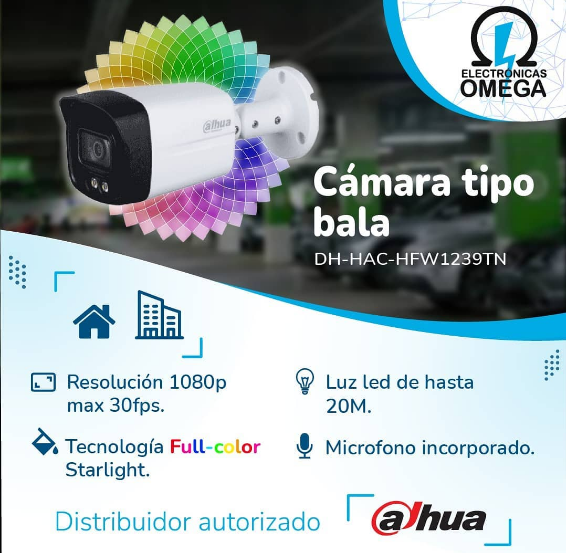 ELECTRÓNICAS
OMEGA
alhua
Cámara tipo
bala
DH-HAC-HFW1239TN
Resolución 1080p
max 30fps.
Luz led de hasta
20M.
Tecnología Full-color
Starlight.
Microfono incorporado.
Distribuidor autorizado
alhua